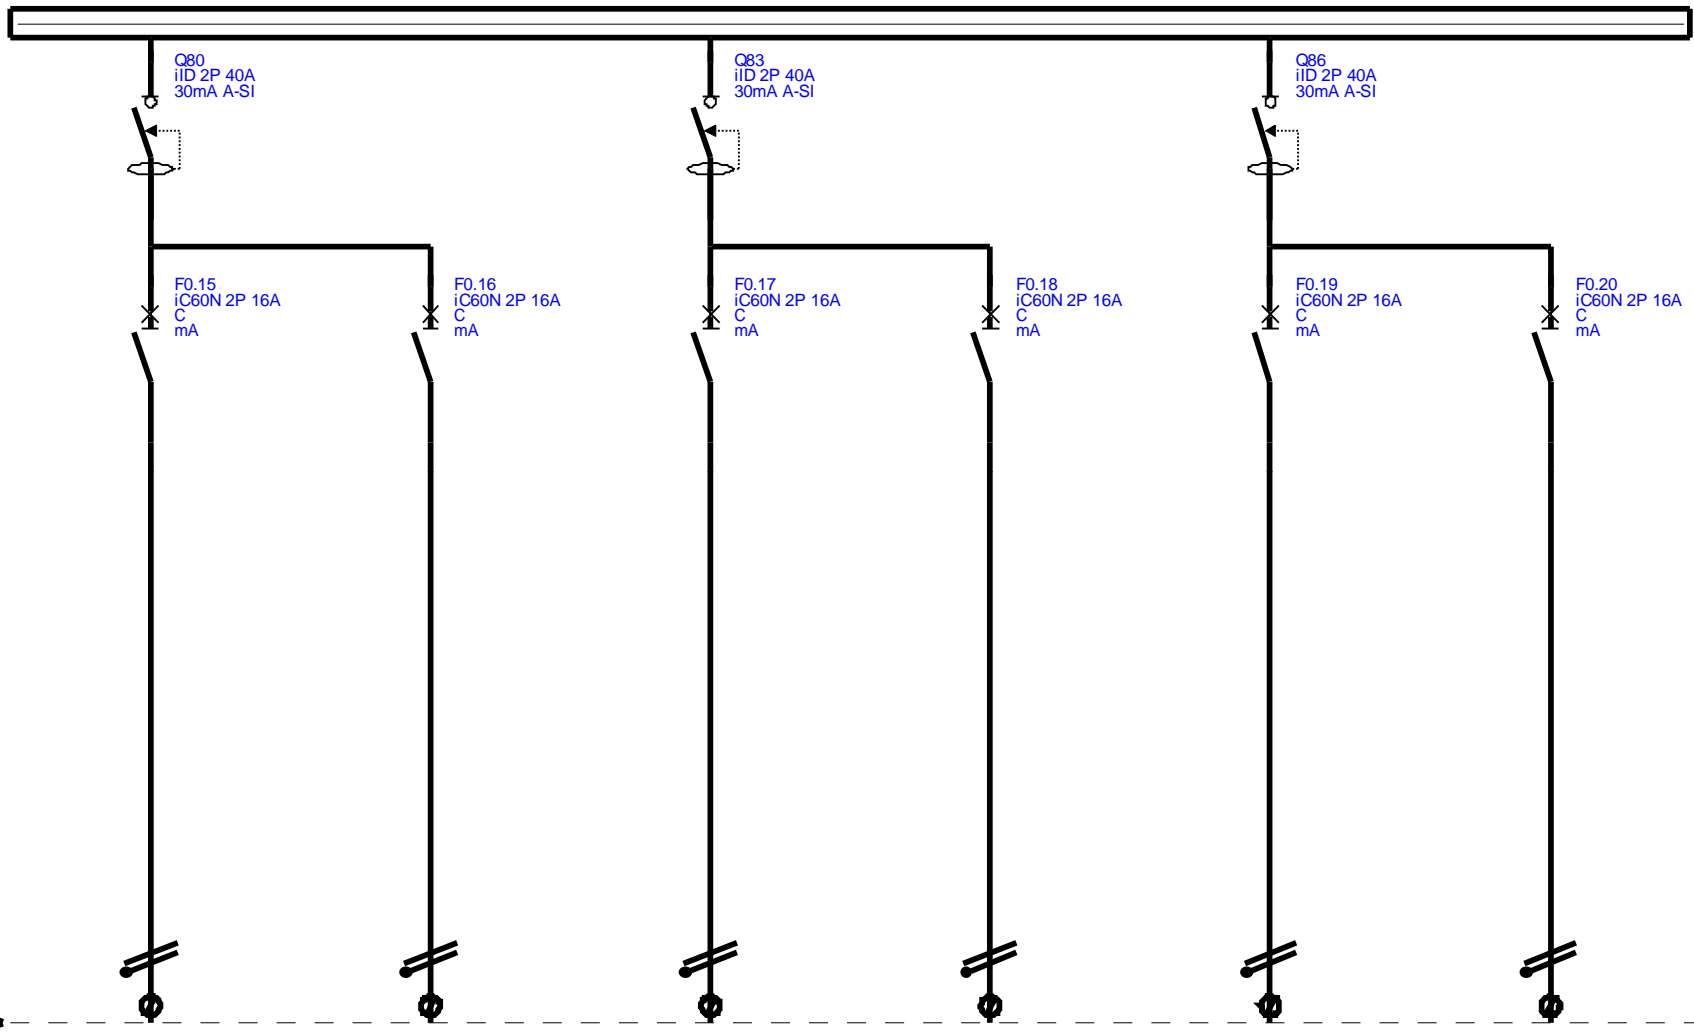 Q80
iID 2P 40A
30mA A-SI
Q83
iID 2P 40A
30mA A-SI
Q86
iID 2P 40A
30mA A-SI
F0.15
iC60N 2P 16A
C
mA
F0.16
iC60N 2P 16A
C
mA
F0.17
iC60N 2P 16A
C
mA
F0.18
iC60N 2P 16A
C
mA
F0.19
iC60N 2P 16A
C
mA
F0.20
iC60N 2P 16A
C
mA